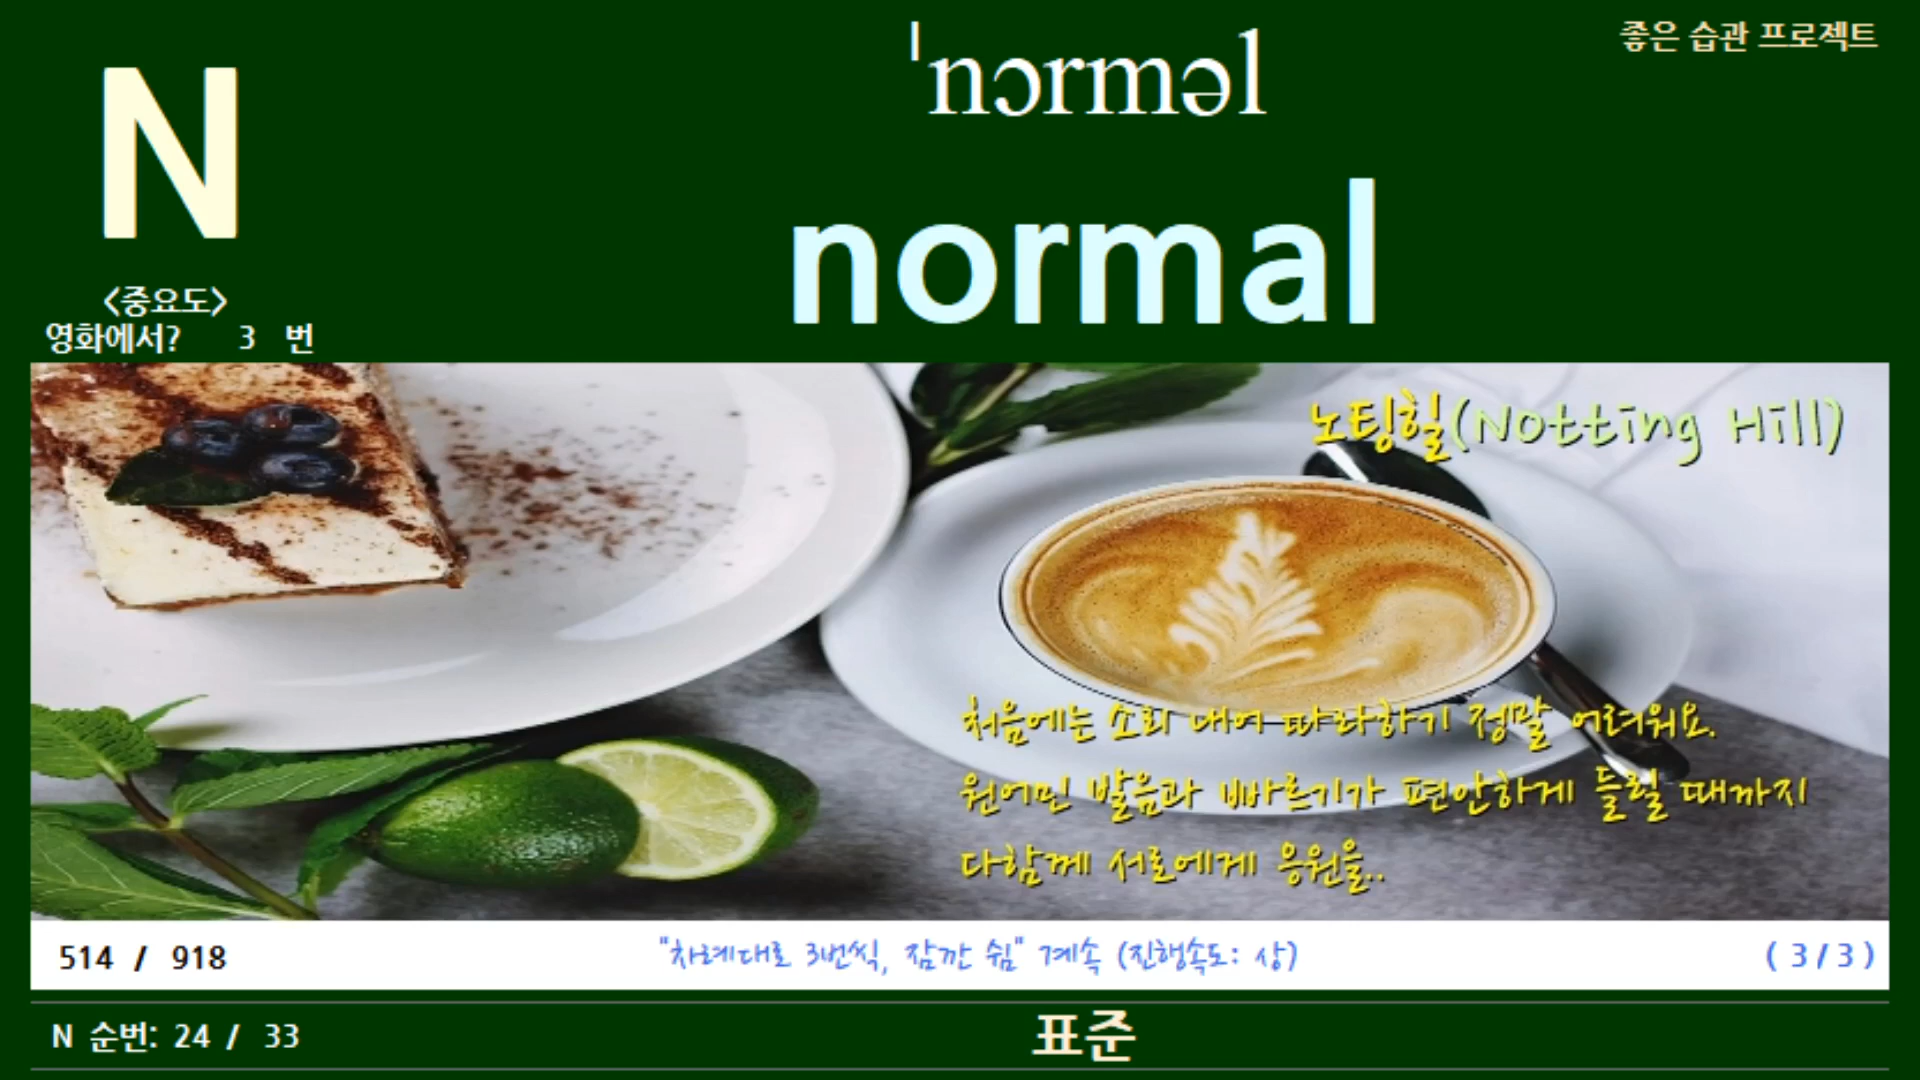 좋은 습관 프로젝트
N
ˈnɔrməl
normal
<중요도>
영화에서? 3 번
노팅힐(Notting Hill)
처음에는 소리 내어 따라하기 정말 어려워요.
원어민 발음과 빠르기가 편안하게 들릴 때까지
다함께 서로에게 응원을..
514 / 918
"차례대로 3번씩, 잠깐 쉼" 계속 (진행속도: 상)
( 3 / 3 )
N 순번: 24 / 33
표준